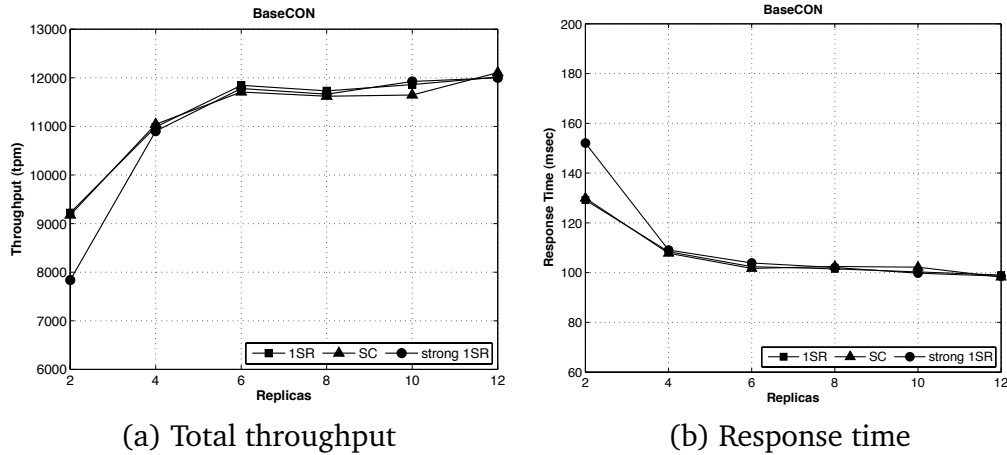 BaseCON
13000
12000
11000
10000
9000
8000
7000
6000
Throughput (tpm)
2 4 6 8 10 12
Replicas
1SR SC strong 1SR
(a) Total throughput
BaseCON
200
180
160
140
120
100
80
60
Response Time (msec)
2 4 6 8 10 12
Replicas
1SR SC strong 1SR
(b) Response time